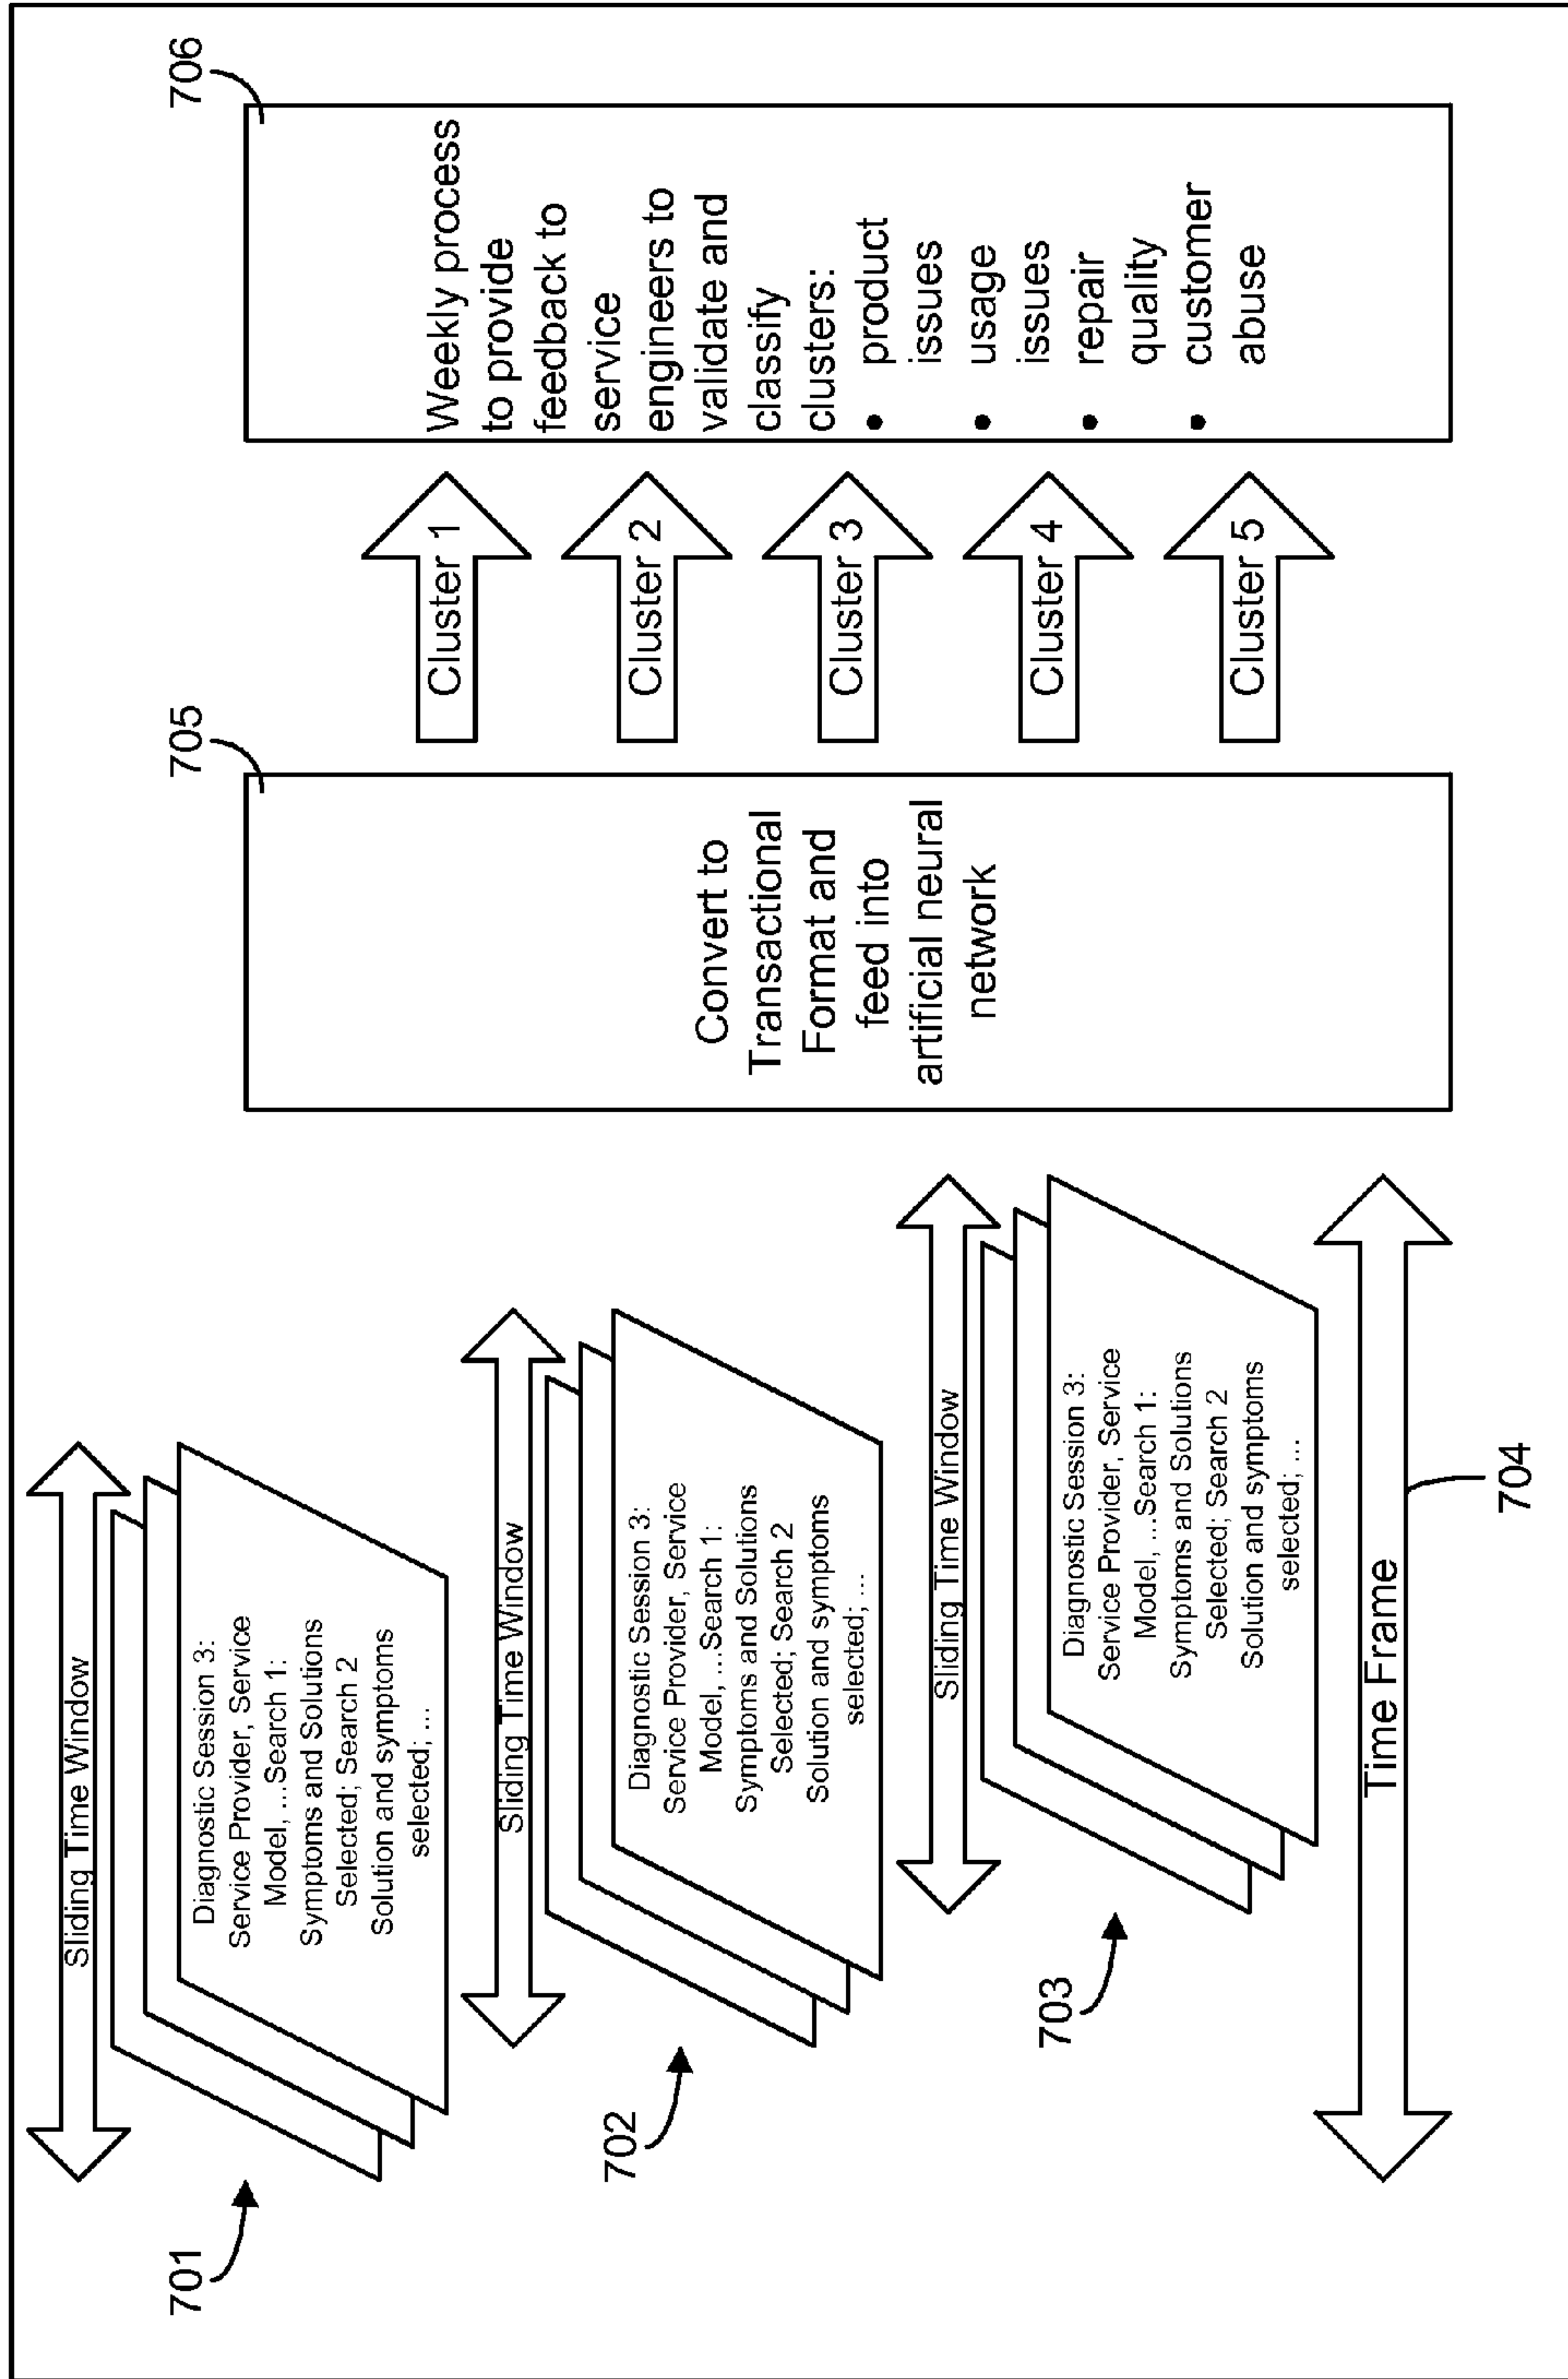 701
Sliding Time Window
Diagnostic Session 3:
Service Provider, Service
Model, ...Search 1:
Symptoms and Solutions
Selected; Search 2
Solution and symptoms
selected; ...
702
Sliding Time Window
Diagnostic Session 3:
Service Provider, Service
Model, ...Search 1:
Symptoms and Solutions
Selected; Search 2
Solution and symptoms
selected; ...
703
Sliding Time Window
Diagnostic Session 3:
Service Provider, Service
Model, ...Search 1:
Symptoms and Solutions
Selected; Search 2
Solution and symptoms
selected; ...
Time Frame
704
705
Convert to
Transactional
Format and
feed into
artificial neural
network
Cluster 1
Cluster 2
Cluster 3
Cluster 4
Cluster 5
706
Weekly process
to provide
feedback to
service
engineers to
validate and
classify
clusters:
• product
issues
• usage
issues
• repair
quality
• customer
abuse